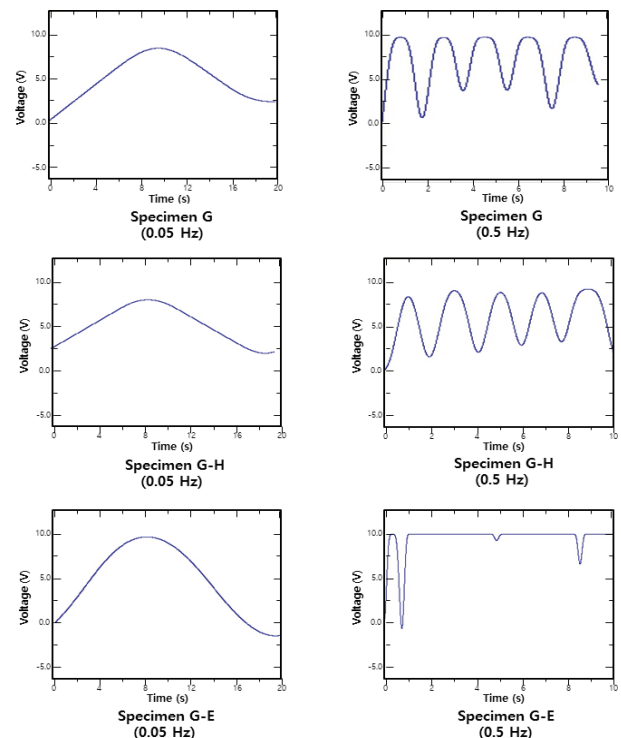 10.0
5.0
0.0
-5.0
Voltage (V)
0 4 8 12 16 20
Time (s)
Specimen G
(0.05 Hz)
10.0
5.0
0.0
-5.0
Voltage (V)
0 2 4 6 8 10
Time (s)
Specimen G
(0.5 Hz)
10.0
5.0
0.0
-5.0
Voltage (V)
0 4 8 12 16 20
Time (s)
Specimen G-H
(0.05 Hz)
10.0
5.0
0.0
-5.0
Voltage (V)
0 2 4 6 8 10
Time (s)
Specimen G-H
(0.5 Hz)
10.0
5.0
0.0
-5.0
Voltage (V)
0 4 8 12 16 20
Time (s)
Specimen G-E
(0.05 Hz)
10.0
5.0
0.0
-5.0
Voltage (V)
0 2 4 6 8 10
Time (s)
Specimen G-E
(0.5 Hz)